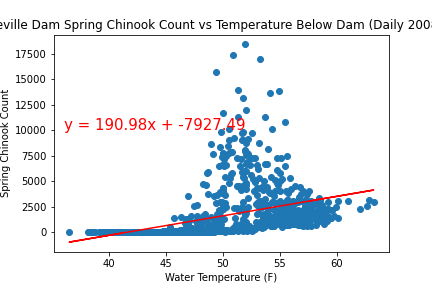 eville Dam Spring Chinook Count vs Temperature Below Dam (Daily 2008
17500
15000
12500
10000
7500
5000
2500
0
Spring Chinook Count
y = 190.98x + -7927.49
40 45 50 55 60
Water Temperature (F)